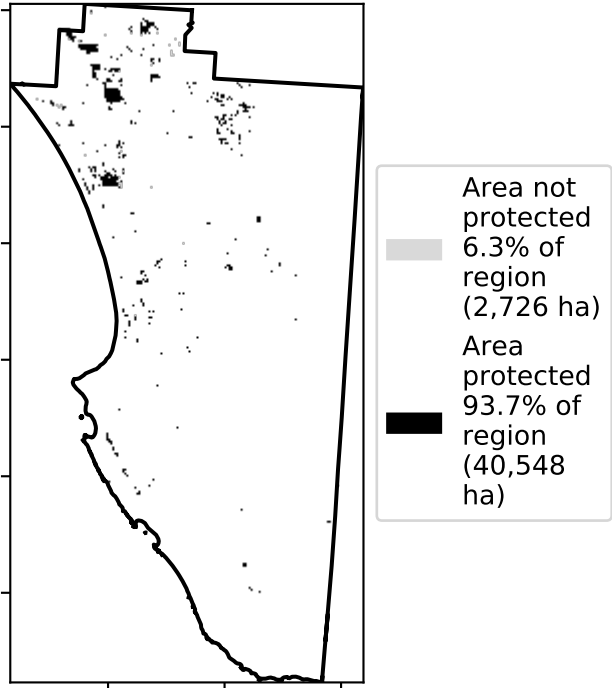 Area not
protected
6.3% of
region
(2,726 ha)
Area
protected
93.7% of
region
(40,548
ha)